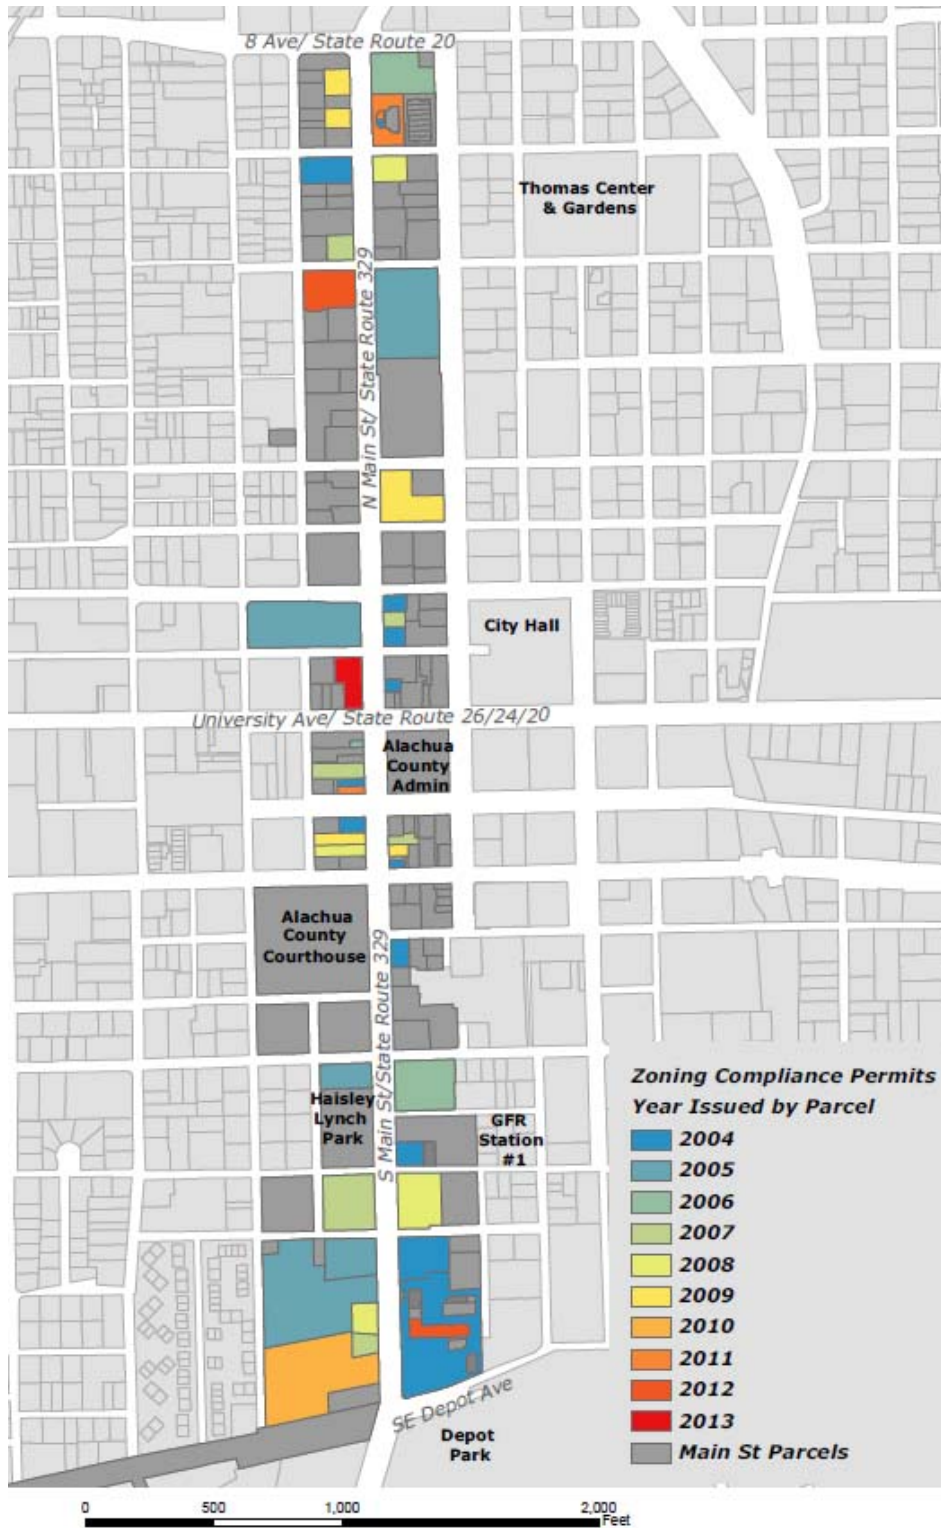 8 Ave/ State Route 20
Thomas Center
& Gardens
N Main St/ State Route 329
City Hall
University Ave/ State Route 26/24/20
Alachua
County
Admin
Alachua
County
Courthouse
S Main St/State Route 329
Haisley
Lynch
Park
GFR
Station
#1
SE Depot Ave
Depot
Park
Zoning Compliance Permits
Year Issued by Parcel
2004
2005
2006
2007
2008
2009
2010
2011
2012
2013
Main St Parcels
0 500 1,000 2,000
Feet